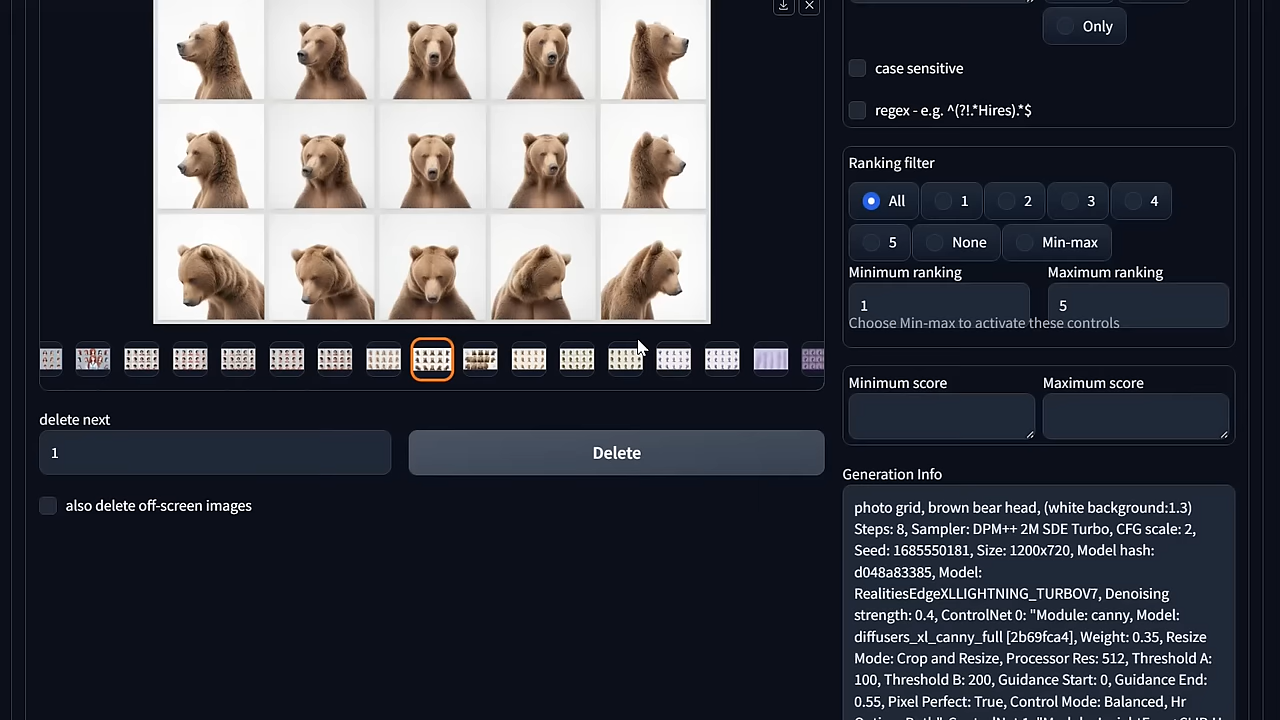 Only
case sensitive
regex - e.g. ^(?!.*Hires).*$
Ranking filter
All
1
2
3
4
5
None
Min-max
Minimum ranking
Maximum ranking
1
5
Choose Min-max to activate these controls
Minimum score
Maximum score
delete next
1
Delete
also delete off-screen images
Generation Info
photo grid, brown bear head, (white background:1.3)
Steps: 8, Sampler: DPM++ 2M SDE Turbo, CFG scale: 2,
Seed: 1685550181, Size: 1200x720, Model hash:
d048a83385, Model:
RealitiesEdgeXLLIGHTNING_TURBOV7, Denoising
strength: 0.4, ControlNet 0: "Module: canny, Model:
diffusers_xl_canny_full [2b69fca4], Weight: 0.35, Resize
Mode: Crop and Resize, Processor Res: 512, Threshold A:
100, Threshold B: 200, Guidance Start: 0, Guidance End:
0.55, Pixel Perfect: True, Control Mode: Balanced, Hr